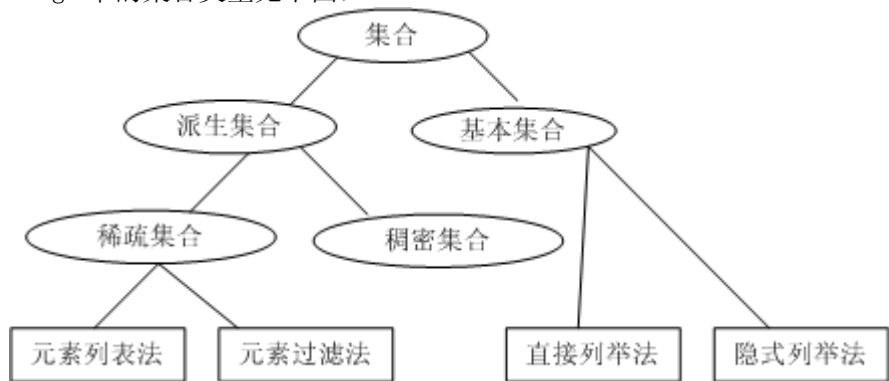 集合
派生集合
基本集合
稀疏集合
稠密集合
元素列表法
元素过滤法
直接列举法
隐式列举法